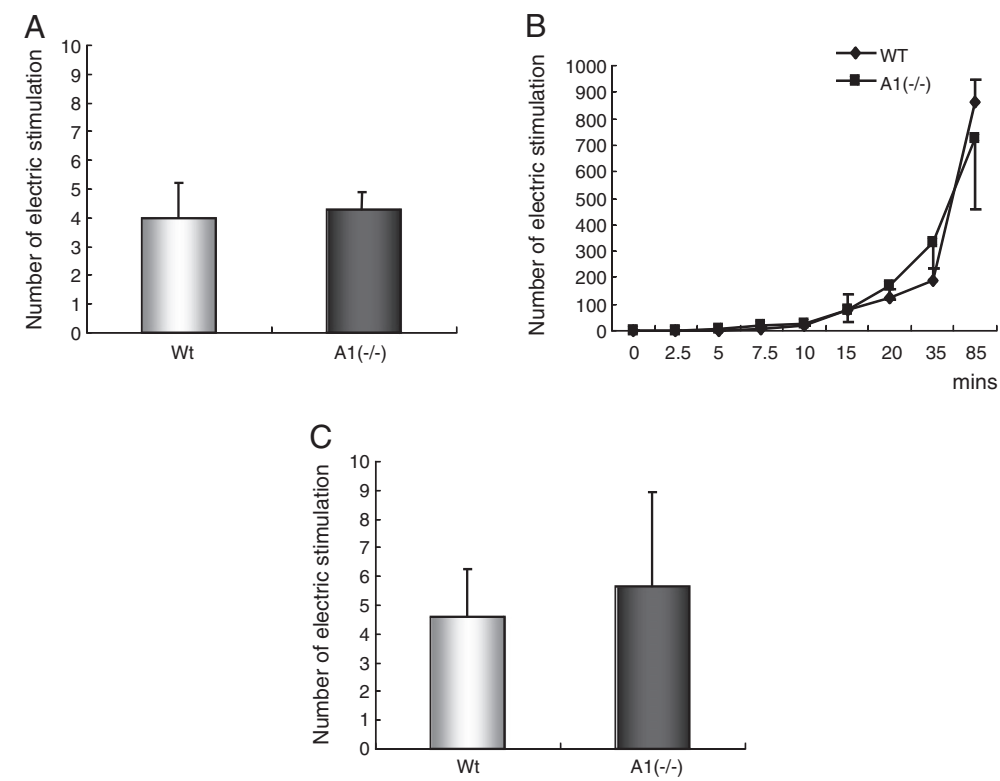 A
Number of electric stimulation
10
9
8
7
6
5
4
3
2
1
0
Wt A1(-/-)
B
Number of electric stimulation
WT
A1(-/-)
1000
900
800
700
600
500
400
300
200
100
0
0 2.5 5 7.5 10 15 20 35 85
mins
C
Number of electric stimulation
10
9
8
7
6
5
4
3
2
1
0
Wt A1(-/-)